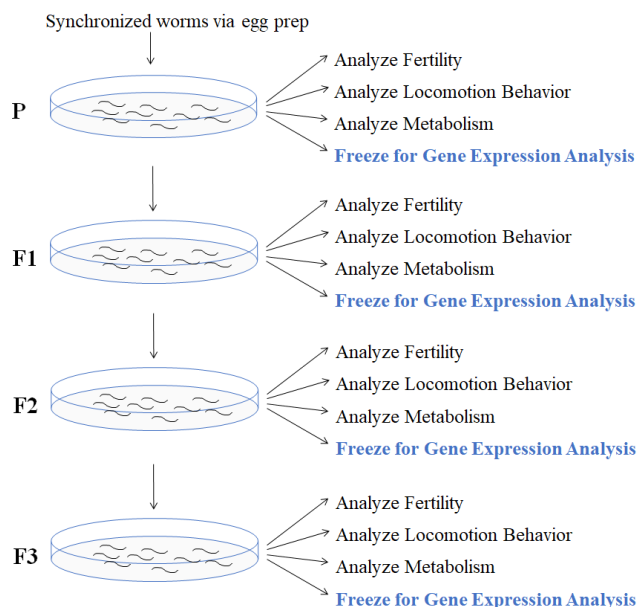 Synchronized worms via egg prep
P
Analyze Fertility
Analyze Locomotion Behavior
Analyze Metabolism
Freeze for Gene Expression Analysis
F1
Analyze Fertility
Analyze Locomotion Behavior
Analyze Metabolism
Freeze for Gene Expression Analysis
F2
Analyze Fertility
Analyze Locomotion Behavior
Analyze Metabolism
Freeze for Gene Expression Analysis
F3
Analyze Fertility
Analyze Locomotion Behavior
Analyze Metabolism
Freeze for Gene Expression Analysis